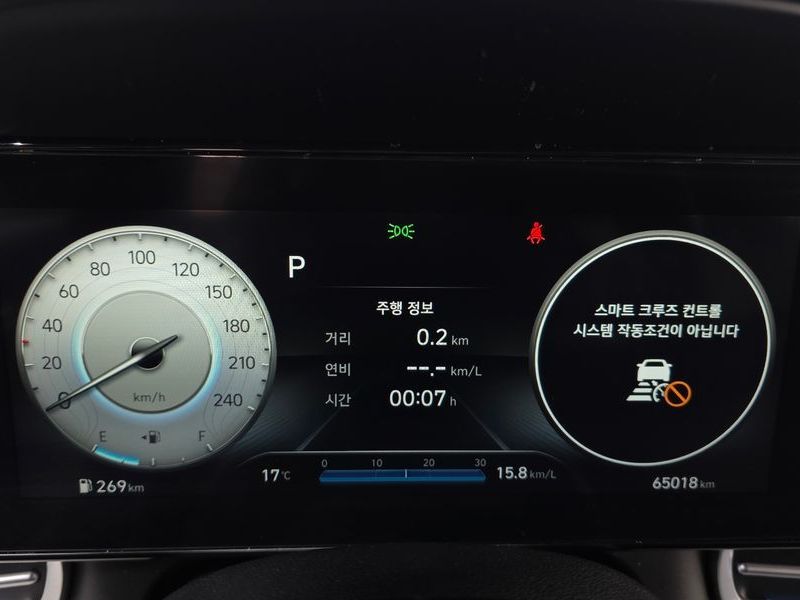 P
0 20 40 60 80 100 120 150 180 210 240
km/h
E F
269 km
주행 정보
거리 0.2 km
연비 --.- km/L
시간 00:07 h
17℃
0 10 20 30
15.8 km/L
스마트 크루즈 컨트롤
시스템 작동조건이 아닙니다
65018 km